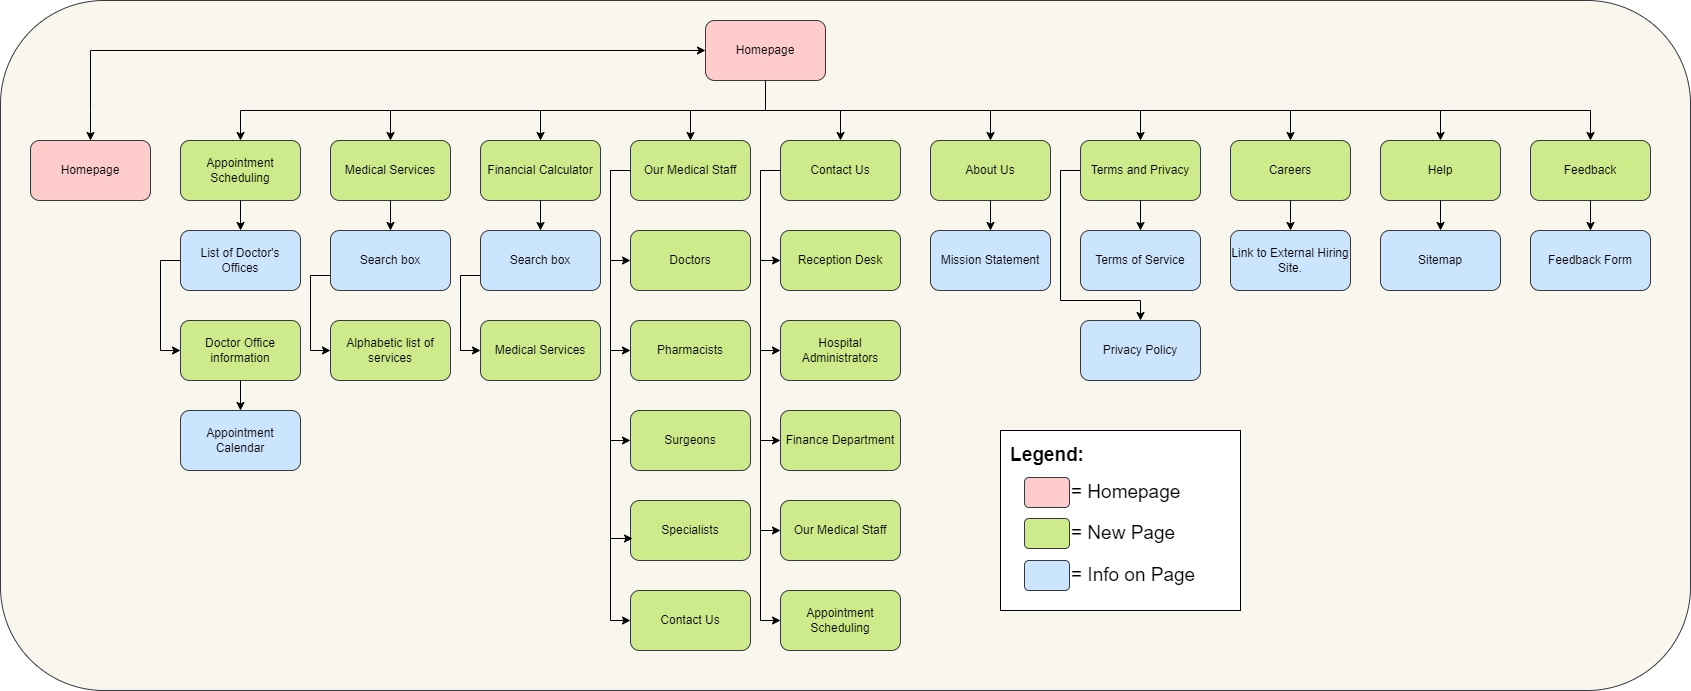 Homepage
Homepage
Appointment
Scheduling
Medical Services
Financial Calculator
Our Medical Staff
Contact Us
About Us
Terms and Privacy
Careers
Help
Feedback
List of Doctor's
Offices
Search box
Search box
Doctors
Reception Desk
Mission Statement
Terms of Service
Link to External Hiring
Site.
Sitemap
Feedback Form
Doctor Office
information
Alphabetic list of
services
Medical Services
Pharmacists
Hospital
Administrators
Privacy Policy
Appointment
Calendar
Surgeons
Finance Department
Specialists
Our Medical Staff
Contact Us
Appointment
Scheduling
Legend:
= Homepage
= New Page
= Info on Page